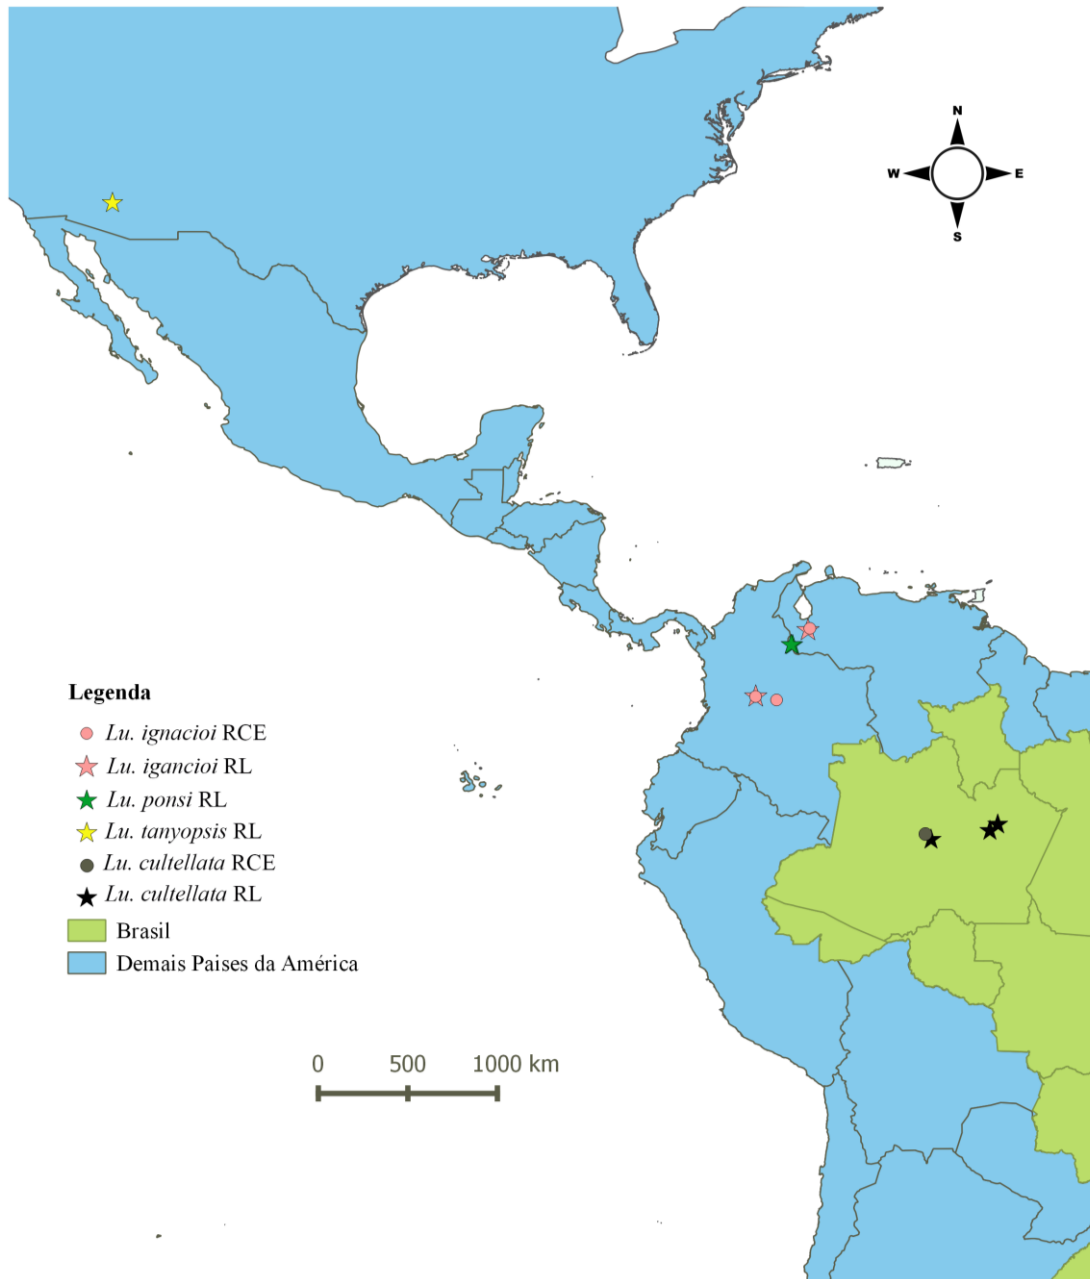 N
W E
S
Legenda
Lu. ignacioi RCE
Lu. igancioi RL
Lu. ponsi RL
Lu. tanyopsis RL
Lu. cultellata RCE
Lu. cultellata RL
Brasil
Demais Paises da América
0 500 1000 km